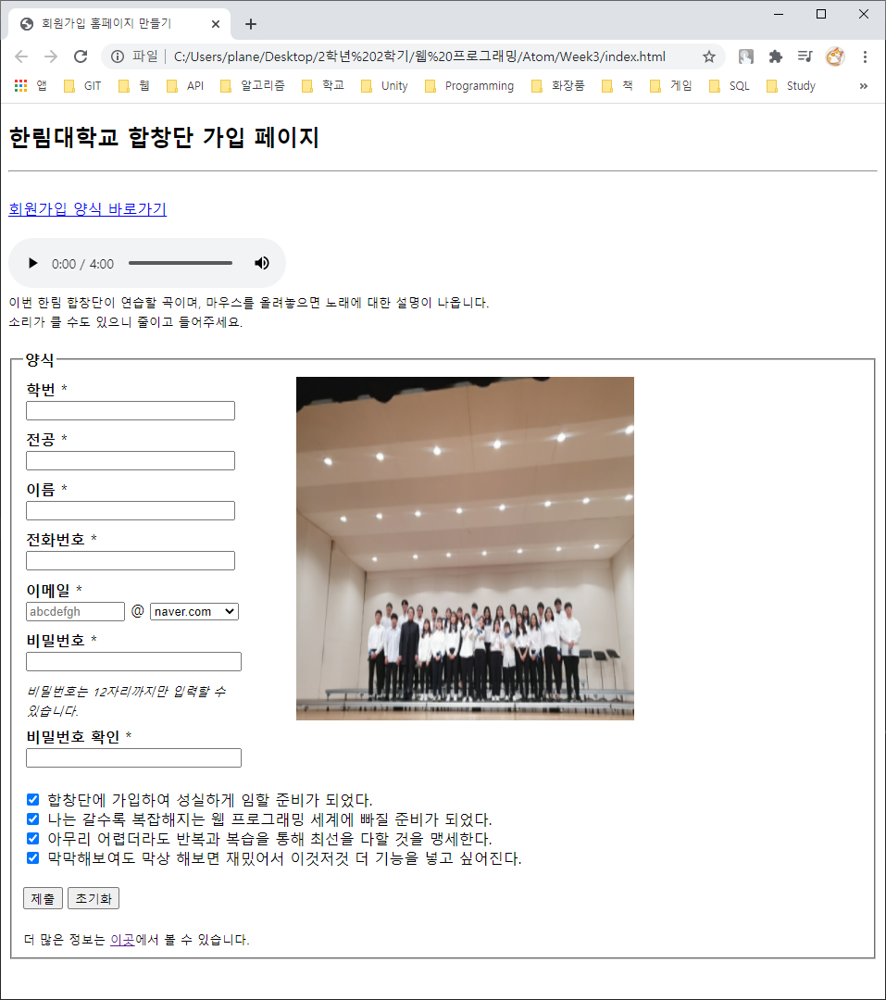 회원가입 홈페이지 만들기
파일 | C:/Users/plane/Desktop/2학년%202학기/웹%20프로그래밍/Atom/Week3/index.html
앱 GIT 웹 API 알고리즘 학교 Unity Programming 화장품 책 게임 SQL Study »
한림대학교 합창단 가입 페이지
회원가입 양식 바로가기
0:00 / 4:00
이번 한림 합창단이 연습할 곡이며, 마우스를 올려놓으면 노래에 대한 설명이 나옵니다.
소리가 클 수도 있으니 줄이고 들어주세요.
양식
학번 *
전공 *
이름 *
전화번호 *
이메일 *
abcdefgh @ naver.com
비밀번호 *
비밀번호는 12자리까지만 입력할 수
있습니다.
비밀번호 확인 *
합창단에 가입하여 성실하게 임할 준비가 되었다.
나는 갈수록 복잡해지는 웹 프로그래밍 세계에 빠질 준비가 되었다.
아무리 어렵더라도 반복과 복습을 통해 최선을 다할 것을 맹세한다.
막막해보여도 막상 해보면 재밌어서 이것저것 더 기능을 넣고 싶어진다.
제출 초기화
더 많은 정보는 이곳에서 볼 수 있습니다.